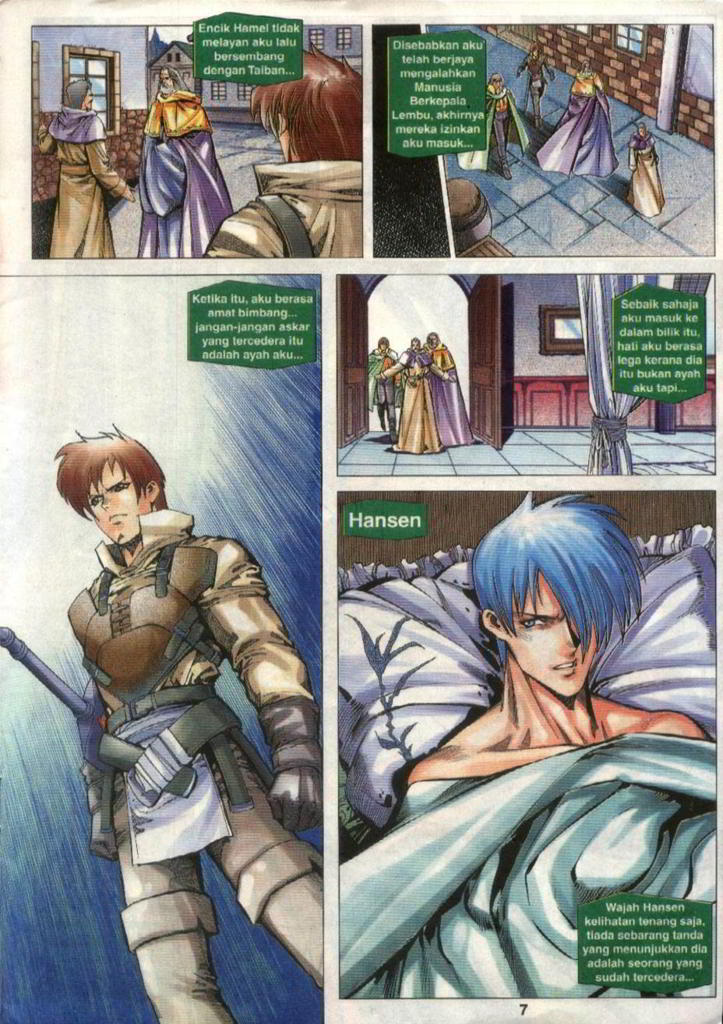 Encik Hamel tidak
melayan aku lalu
bersembang
dengan Taiban...
Disebabkan aku
telah berjaya
mengalahkan
Manusia
Berkepala
Lembu, akhirnya
mereka izinkan
aku masuk...
Ketika itu, aku berasa
amat bimbang...
jangan-jangan askar
yang tercedera itu
adalah ayah aku...
Sebaik sahaja
aku masuk ke
dalam bilik itu,
hati aku berasa
lega kerana dia
itu bukan ayah
aku tapi...
Hansen
Wajah Hansen
kelihatan tenang saja,
tiada sebarang tanda
yang menunjukkan dia
adalah seorang yang
sudah tercedera...
7